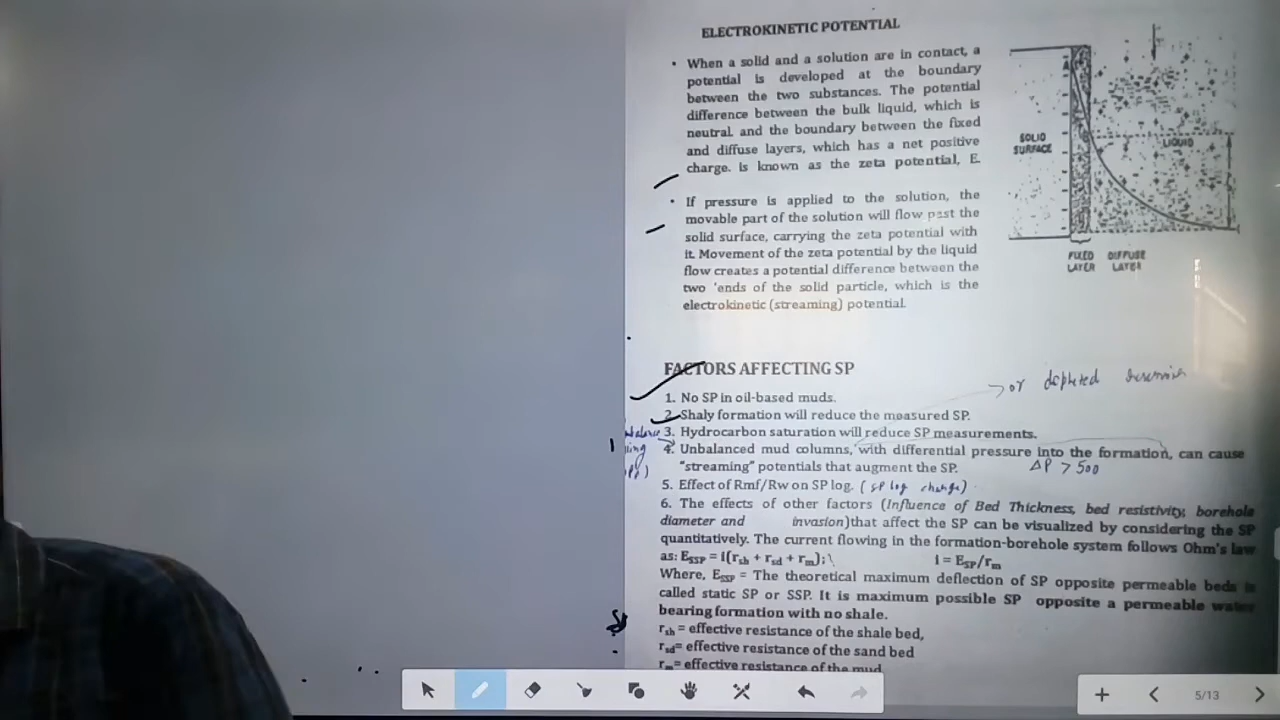 ELECTROKINETIC POTENTIAL
• When a solid and a solution are in contact, a
potential is developed at the boundary
between the two substances. The potential
difference between the bulk liquid, which is
neutral and the boundary between the fixed
and diffuse layers, which has a net positive
charge. is known as the zeta potential, E.
• If pressure is applied to the solution, the
movable part of the solution will flow past the
solid surface, carrying the zeta potential with
it. Movement of the zeta potential by the liquid
flow creates a potential difference between the
two 'ends of the solid particle, which is the
electrokinetic (streaming) potential.
SOLID
SURFACE
LIQUID
FIXED
LAYER
DIFFUSE
LAYER
FACTORS AFFECTING SP
or depleted
1. No SP in oil-based muds.
2. Shaly formation will reduce the measured SP.
3. Hydrocarbon saturation will reduce SP measurements.
4. Unbalanced mud columns, with differential pressure into the formation, can cause
"streaming" potentials that augment the SP.
ΔP > 500
5. Effect of Rmf/Rw on SP log. (SP log change)
6. The effects of other factors (Influence of Bed Thickness, bed resistivity, borehole
diameter and invasion)that affect the SP can be visualized by considering the SP
quantitatively. The current flowing in the formation-borehole system follows Ohm's law
as: ESSP = i(rsh + rsd + rm);\ i = ESP/rm
Where, ESSP = The theoretical maximum deflection of SP opposite permeable beds is
called static SP or SSP. It is maximum possible SP opposite a permeable water
bearing formation with no shale.
rsh = effective resistance of the shale bed,
rsd= effective resistance of the sand bed
rm= effective resistance of the mud
5/13